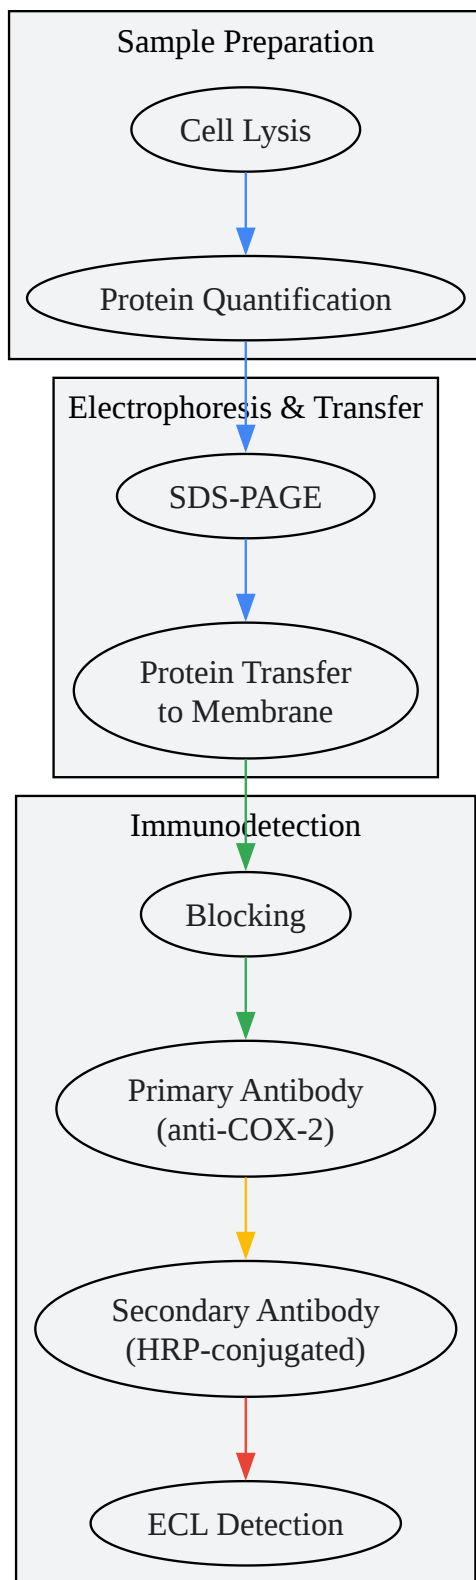 Sample Preparation
Cell Lysis
Protein Quantification
Electrophoresis & Transfer
SDS-PAGE
Protein Transfer
to Membrane
Immunodetection
Blocking
Primary Antibody
(anti-COX-2)
Secondary Antibody
(HRP-conjugated)
ECL Detection